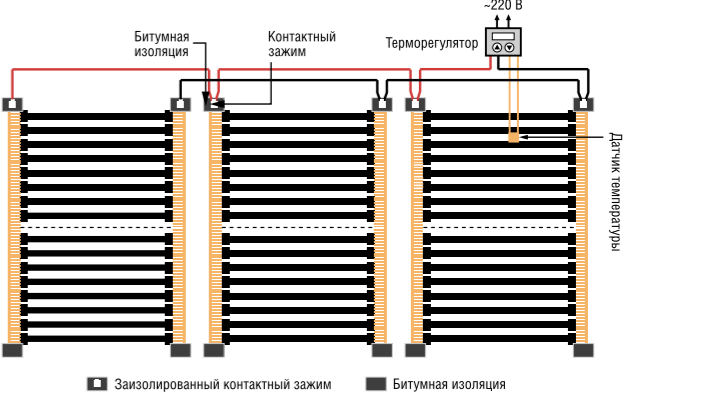 ~220 В
Битумная
изоляция
Контактный
зажим
Терморегулятор
Датчик температуры
Заизолированный контактный зажим
Битумная изоляция